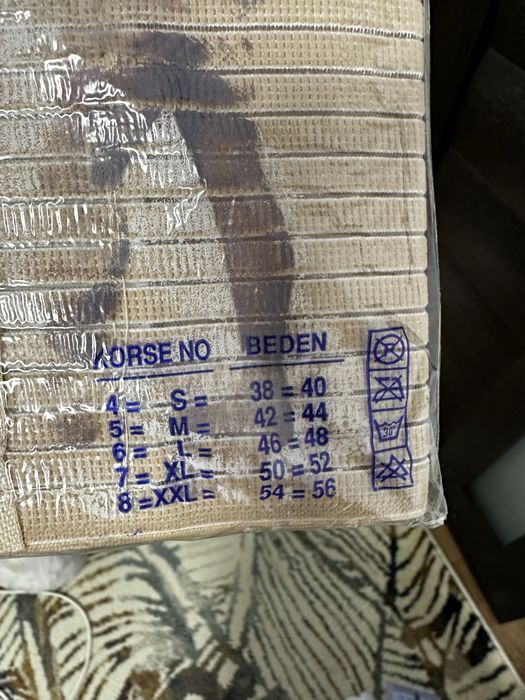 KORSE NO BEDEN
4 = S = 38 = 40
5 = M = 42 = 44
6 = L = 46 = 48
7 = XL = 50 = 52
8 = XXL = 54 = 56
30